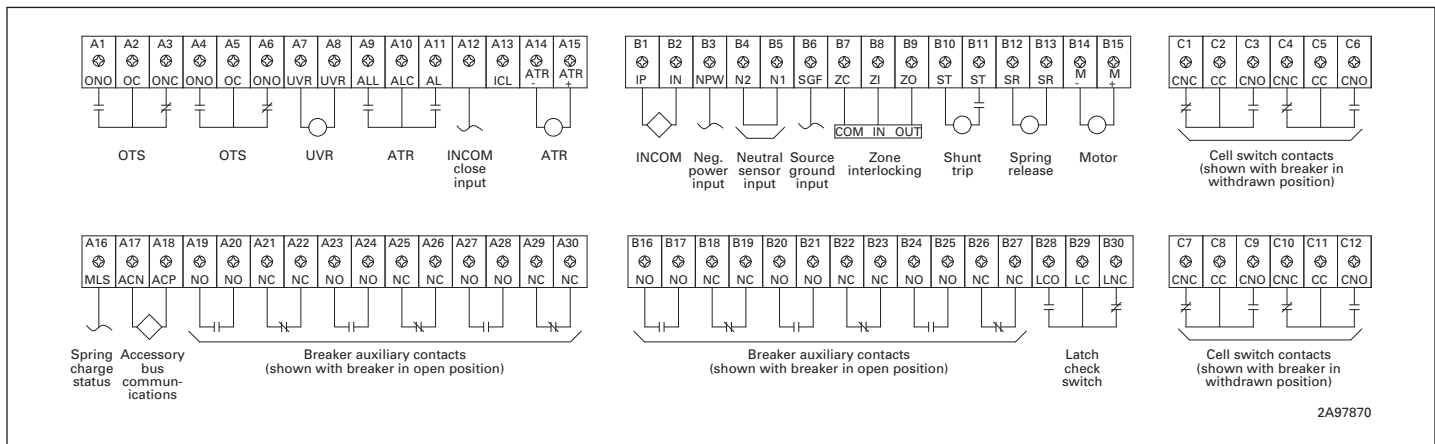 A1 A2 A3 A4 A5 A6 A7 A8 A9 A10 A11 A12 A13 A14 A15
ONO OC ONC ONO OC ONO UVR UVR ALL ALC AL ICL ATR - ATR +
OTS OTS UVR ATR INCOM close input ATR
B1 B2 B3 B4 B5 B6 B7 B8 B9 B10 B11 B12 B13 B14 B15
IP IN NPW N2 N1 SGF ZC ZI ZO ST ST SR SR M - M +
COM IN OUT
INCOM Neg. power input Neutral sensor input Source ground input Zone interlocking Shunt trip Spring release Motor
C1 C2 C3 C4 C5 C6
CNC CC CNO CNC CC CNO
Cell switch contacts
(shown with breaker in
withdrawn position)
A16 A17 A18 A19 A20 A21 A22 A23 A24 A25 A26 A27 A28 A29 A30
MLS ACN ACP NO NO NC NC NO NO NC NC NO NO NC NC
Spring charge status Accessory bus commun-ications
Breaker auxiliary contacts
(shown with breaker in open position)
B16 B17 B18 B19 B20 B21 B22 B23 B24 B25 B26 B27 B28 B29 B30
NO NO NC NC NO NO NC NC NO NO NC NC LCO LC LNC
Breaker auxiliary contacts
(shown with breaker in open position)
Latch
check
switch
C7 C8 C9 C10 C11 C12
CNC CC CNO CNC CC CNO
Cell switch contacts
(shown with breaker in
withdrawn position)
2A97870